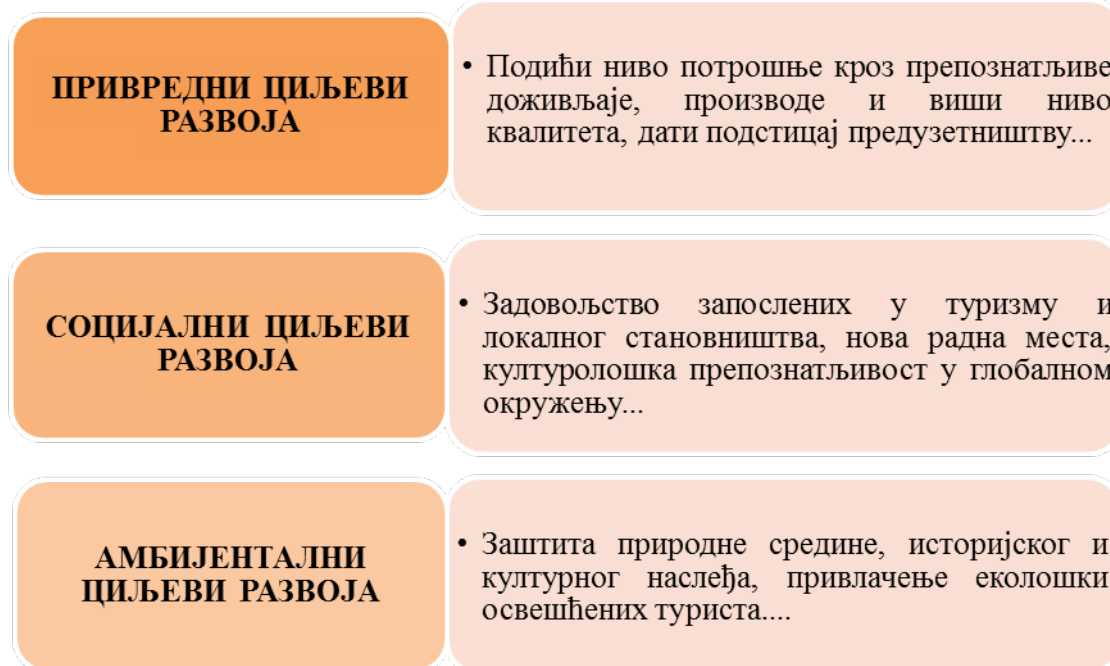 ПРИВРЕДНИ ЦИЉЕВИ
РАЗВОЈА
• Подићи ниво потрошње кроз препознатљиве
доживљаје, производе и виши ниво
квалитета, дати подстицај предузетништву...
СОЦИЈАЛНИ ЦИЉЕВИ
РАЗВОЈА
• Задовољство запослених у туризму и
локалног становништва, нова радна места,
културолошка препознатљивост у глобалном
окружењу...
АМБИЈЕНТАЛНИ
ЦИЉЕВИ РАЗВОЈА
• Заштита природне средине, историјског и
културног наслеђа, привлачење еколошки
освешћених туриста....